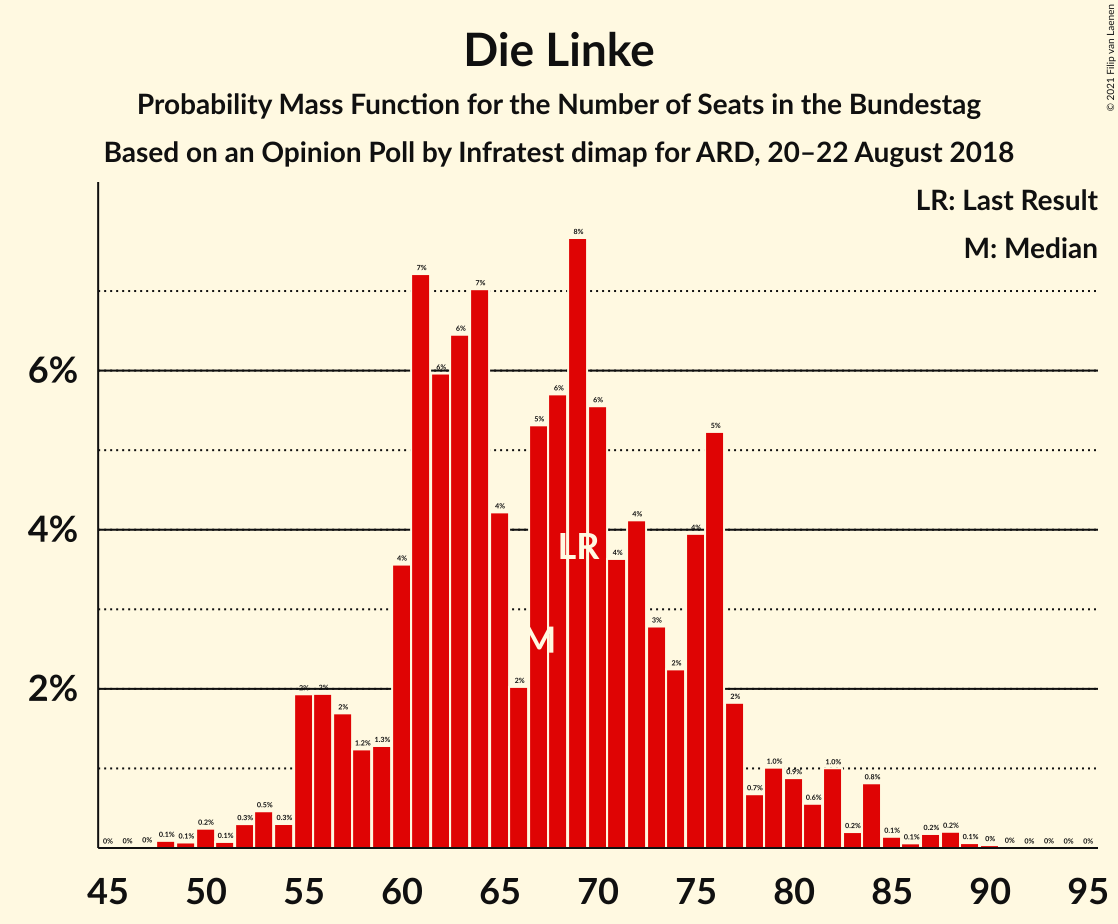 Die Linke
Probability Mass Function for the Number of Seats in the Bundestag
Based on an Opinion Poll by Infratest dimap for ARD, 20–22 August 2018
© 2021 Filip van Laenen
LR: Last Result
M: Median
6%
4%
2%
0% 0% 0% 0.1% 0.1% 0.2% 0.1% 0.3% 0.5% 0.3% 2% 2% 2% 1.2% 1.3% 4% 7% 6% 6% 7% 4% 2% 5% 6% 8% 6% 4% 4% 3% 2% 4% 5% 2% 0.7% 1.0% 0.9% 0.6% 1.0% 0.2% 0.8% 0.1% 0.1% 0.2% 0.2% 0.1% 0% 0% 0% 0% 0% 0%
LR
M
45 50 55 60 65 70 75 80 85 90 95